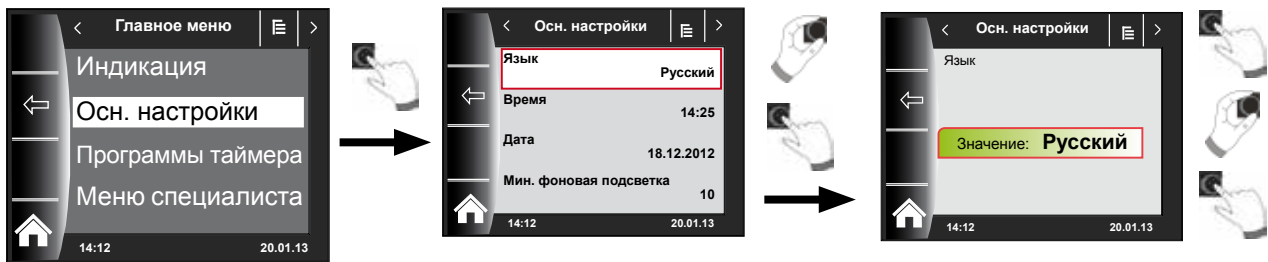 Главное меню
Индикация
Осн. настройки
Программы таймера
Меню специалиста
14:12 20.01.13
Осн. настройки
Язык
Русский
Время
14:25
Дата
18.12.2012
Мин. фоновая подсветка
10
14:12 20.01.13
Осн. настройки
Язык
Значение: Русский
14:12 20.01.13